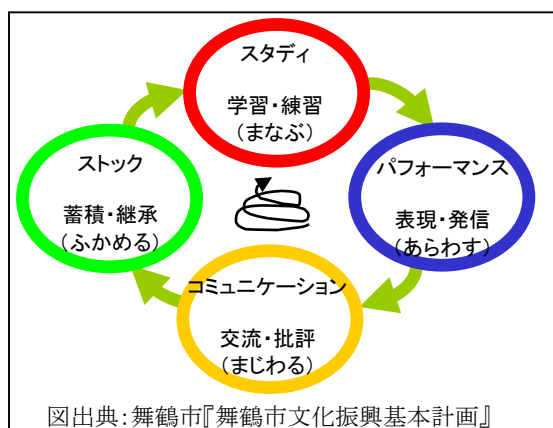 スタディ
学習・練習
(まなぶ)
パフォーマンス
表現・発信
(あらわす)
コミュニケーション
交流・批評
(まじわる)
ストック
蓄積・継承
(ふかめる)
図出典:舞鶴市『舞鶴市文化振興基本計画』